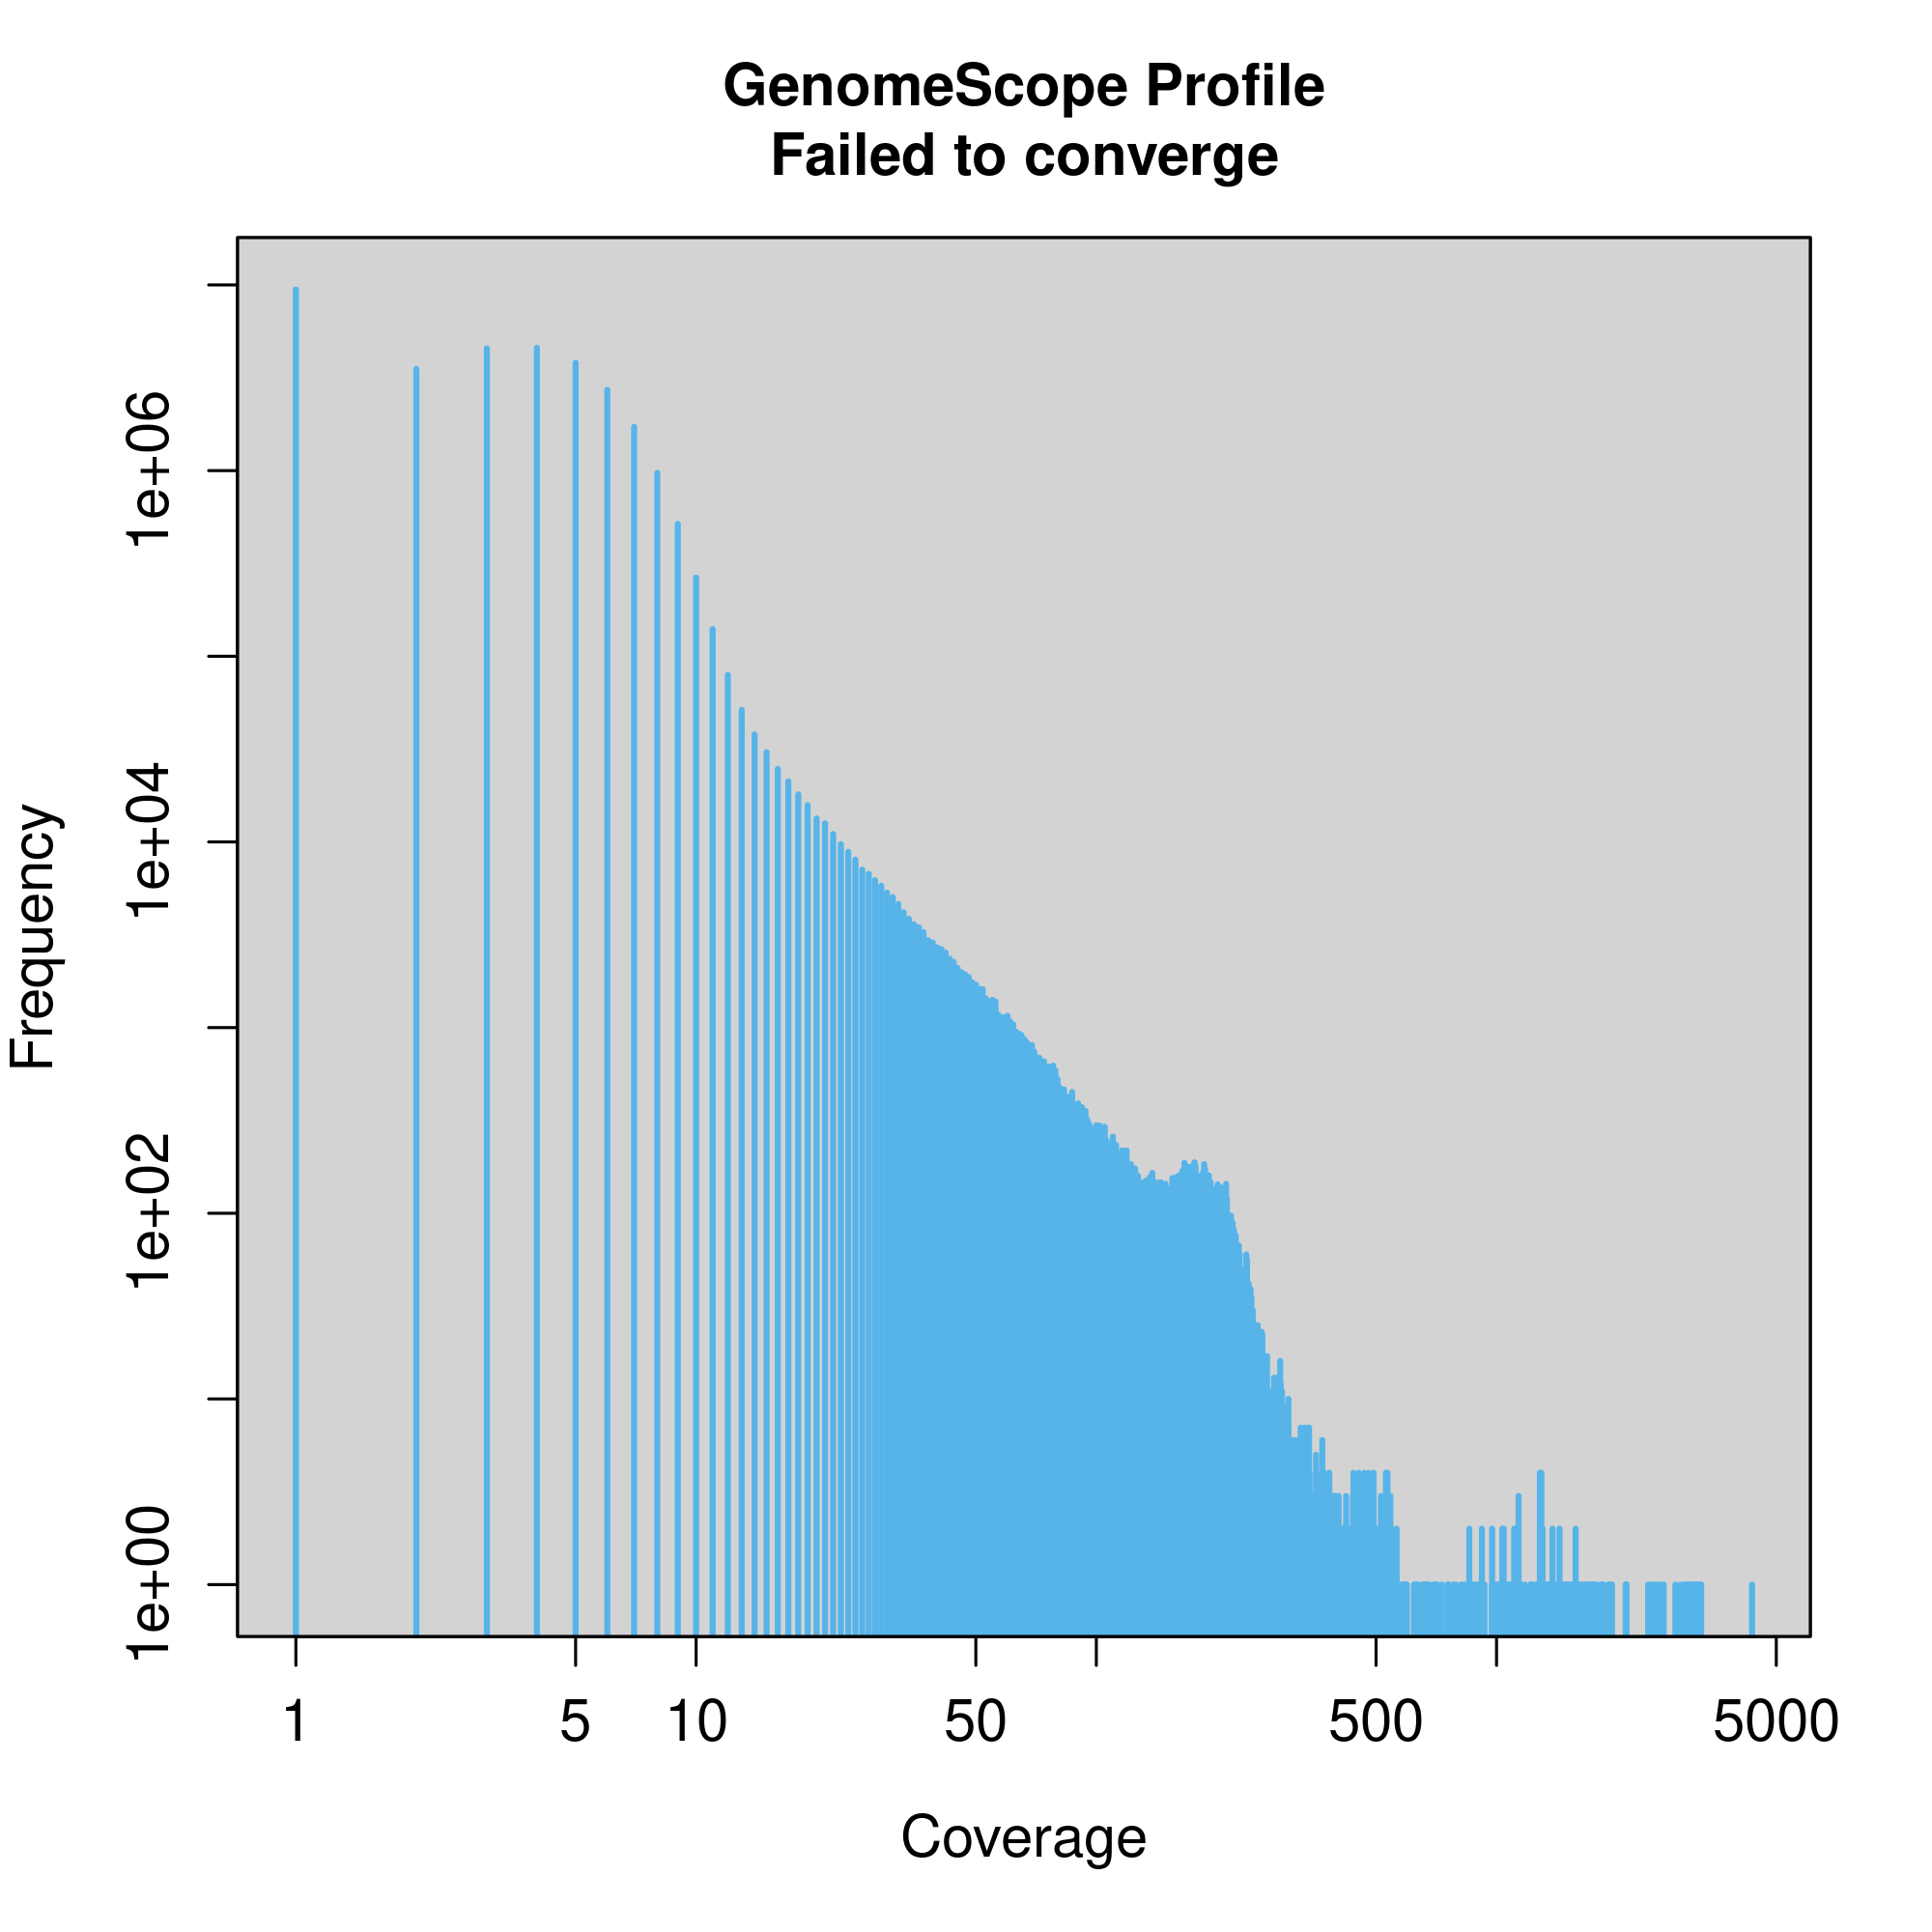 GenomeScope Profile
Failed to converge
Frequency
1e+06
1e+04
1e+02
1e+00
1 5 10 50 500 5000
Coverage